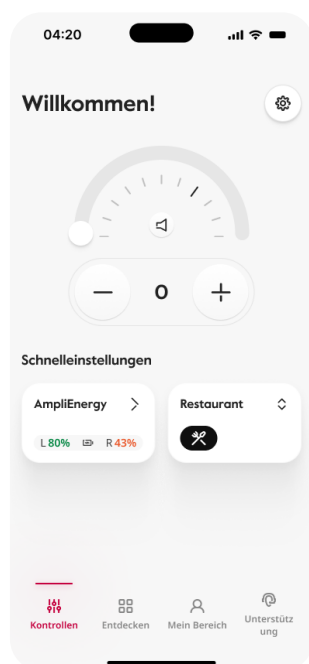 04:20
Willkommen!
0
Schnelleinstellungen
AmpliEnergy
Restaurant
L 80% R 43%
Kontrollen
Entdecken
Mein Bereich
Unterstütz
ung